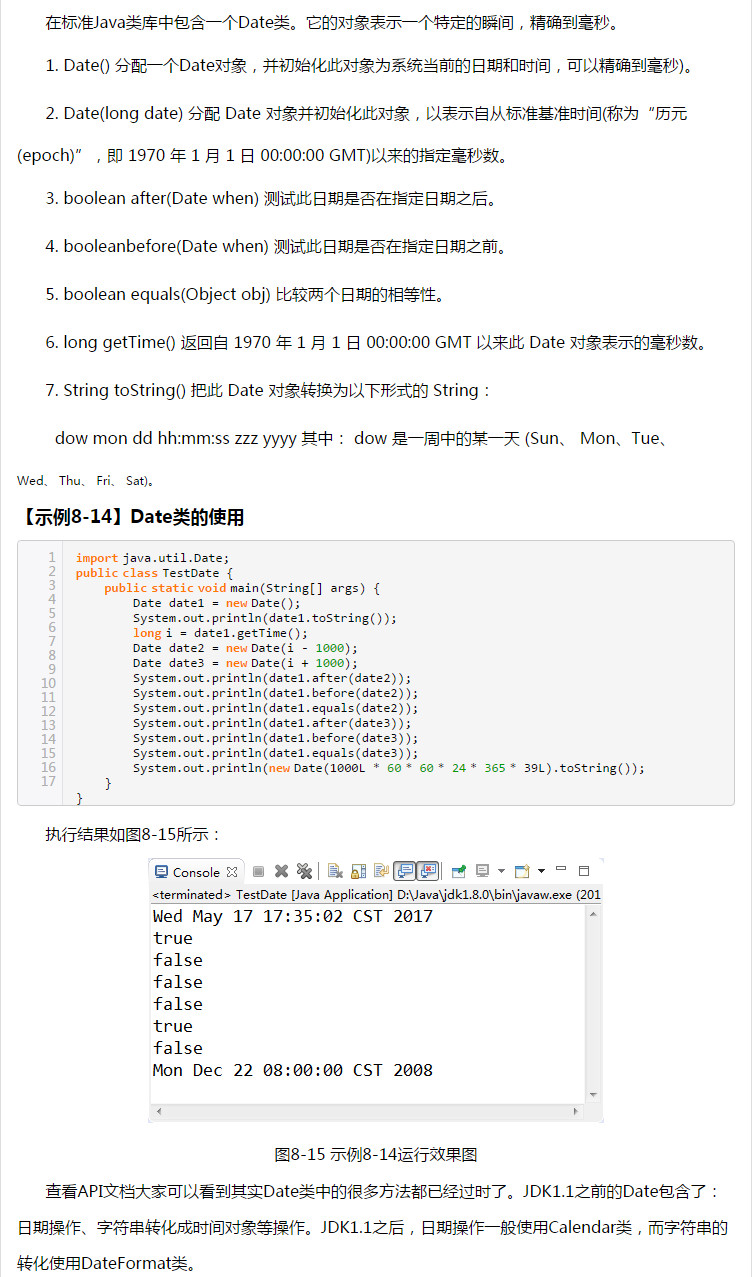 在标准Java类库中包含一个Date类。它的对象表示一个特定的瞬间，精确到毫秒。
1. Date() 分配一个Date对象，并初始化此对象为系统当前的日期和时间，可以精确到毫秒)。
2. Date(long date) 分配 Date 对象并初始化此对象，以表示自从标准基准时间(称为“历元
(epoch)”，即 1970 年 1 月 1 日 00:00:00 GMT)以来的指定毫秒数。
3. boolean after(Date when) 测试此日期是否在指定日期之后。
4. booleanbefore(Date when) 测试此日期是否在指定日期之前。
5. boolean equals(Object obj) 比较两个日期的相等性。
6. long getTime() 返回自 1970 年 1 月 1 日 00:00:00 GMT 以来此 Date 对象表示的毫秒数。
7. String toString() 把此 Date 对象转换为以下形式的 String：
dow mon dd hh:mm:ss zzz yyyy 其中： dow 是一周中的某一天 (Sun、 Mon、Tue、
Wed、 Thu、 Fri、 Sat)。
【示例8-14】Date类的使用
1 import java.util.Date;
2 public class TestDate {
3     public static void main(String[] args) {
4         Date date1 = new Date();
5         System.out.println(date1.toString());
6         long i = date1.getTime();
7         Date date2 = new Date(i - 1000);
8         Date date3 = new Date(i + 1000);
9         System.out.println(date1.after(date2));
10         System.out.println(date1.before(date2));
11         System.out.println(date1.equals(date2));
12         System.out.println(date1.after(date3));
13         System.out.println(date1.before(date3));
14         System.out.println(date1.equals(date3));
15         System.out.println(new Date(1000L * 60 * 60 * 24 * 365 * 39L).toString());
16     }
17 }
执行结果如图8-15所示：
Console
<terminated> TestDate [Java Application] D:\Java\jdk1.8.0\bin\javaw.exe (201
Wed May 17 17:35:02 CST 2017
true
false
false
false
true
false
Mon Dec 22 08:00:00 CST 2008
图8-15 示例8-14运行效果图
查看API文档大家可以看到其实Date类中的很多方法都已经过时了。JDK1.1之前的Date包含了：
日期操作、字符串转化成时间对象等操作。JDK1.1之后，日期操作一般使用Calendar类，而字符串的
转化使用DateFormat类。